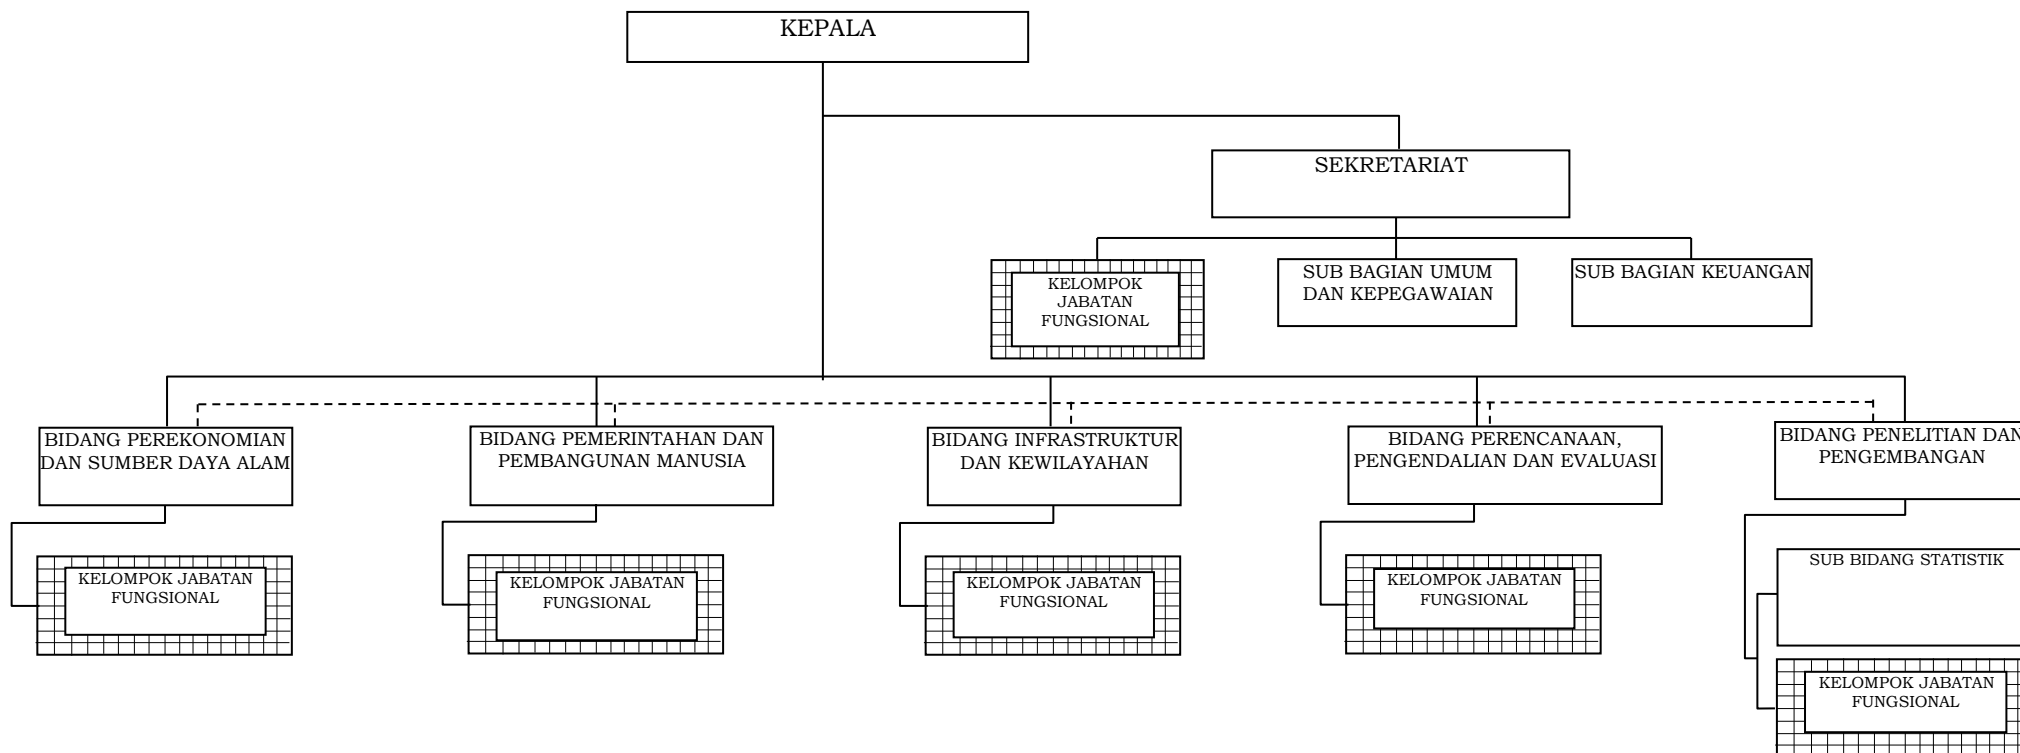 KEPALA
SEKRETARIAT
KELOMPOK
JABATAN
FUNGSIONAL
SUB BAGIAN UMUM
DAN KEPEGAWAIAN
SUB BAGIAN KEUANGAN
BIDANG PEREKONOMIAN
DAN SUMBER DAYA ALAM
BIDANG PEMERINTAHAN DAN
PEMBANGUNAN MANUSIA
BIDANG INFRASTRUKTUR
DAN KEWILAYAHAN
BIDANG PERENCANAAN,
PENGENDALIAN DAN EVALUASI
BIDANG PENELITIAN DAN
PENGEMBANGAN
KELOMPOK JABATAN
FUNGSIONAL
KELOMPOK JABATAN
FUNGSIONAL
KELOMPOK JABATAN
FUNGSIONAL
KELOMPOK JABATAN
FUNGSIONAL
SUB BIDANG STATISTIK
KELOMPOK JABATAN
FUNGSIONAL